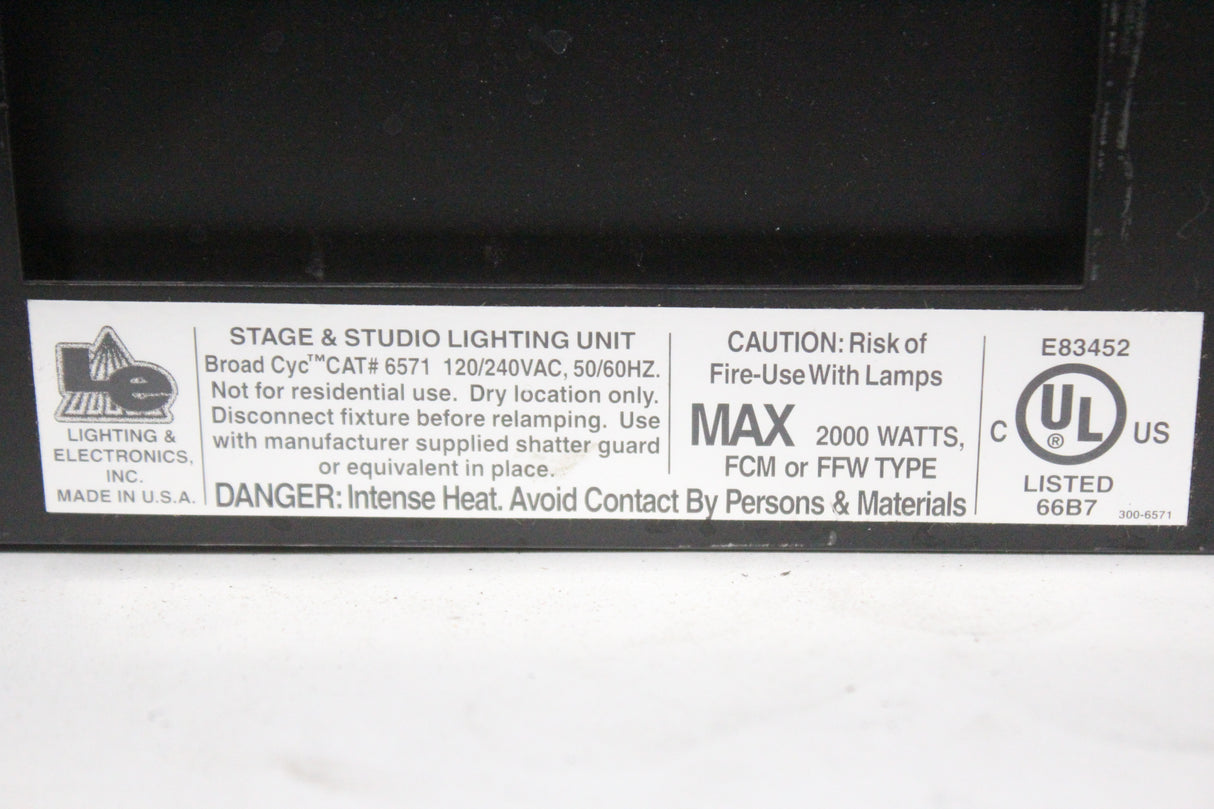 Le
LIGHTING &
ELECTRONICS,
INC.
MADE IN U.S.A.
STAGE & STUDIO LIGHTING UNIT
Broad Cyc™CAT# 6571 120/240VAC, 50/60HZ.
Not for residential use. Dry location only.
Disconnect fixture before relamping. Use
with manufacturer supplied shatter guard
or equivalent in place.
DANGER: Intense Heat. Avoid Contact By Persons & Materials
CAUTION: Risk of
Fire-Use With Lamps
MAX 2000 WATTS,
FCM or FFW TYPE
E83452
C UL ® US
LISTED
66B7 300-6571